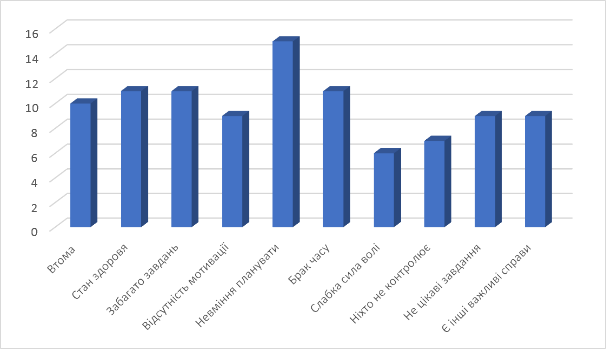 16
14
12
10
8
6
4
2
0
Втома
Стан здоровя
Забагато завдань
Відсутність мотивації
Невміння планувати
Брак часу
Слабка сила волі
Ніхто не контролює
Не цікаві завдання
Є інші важливі справи